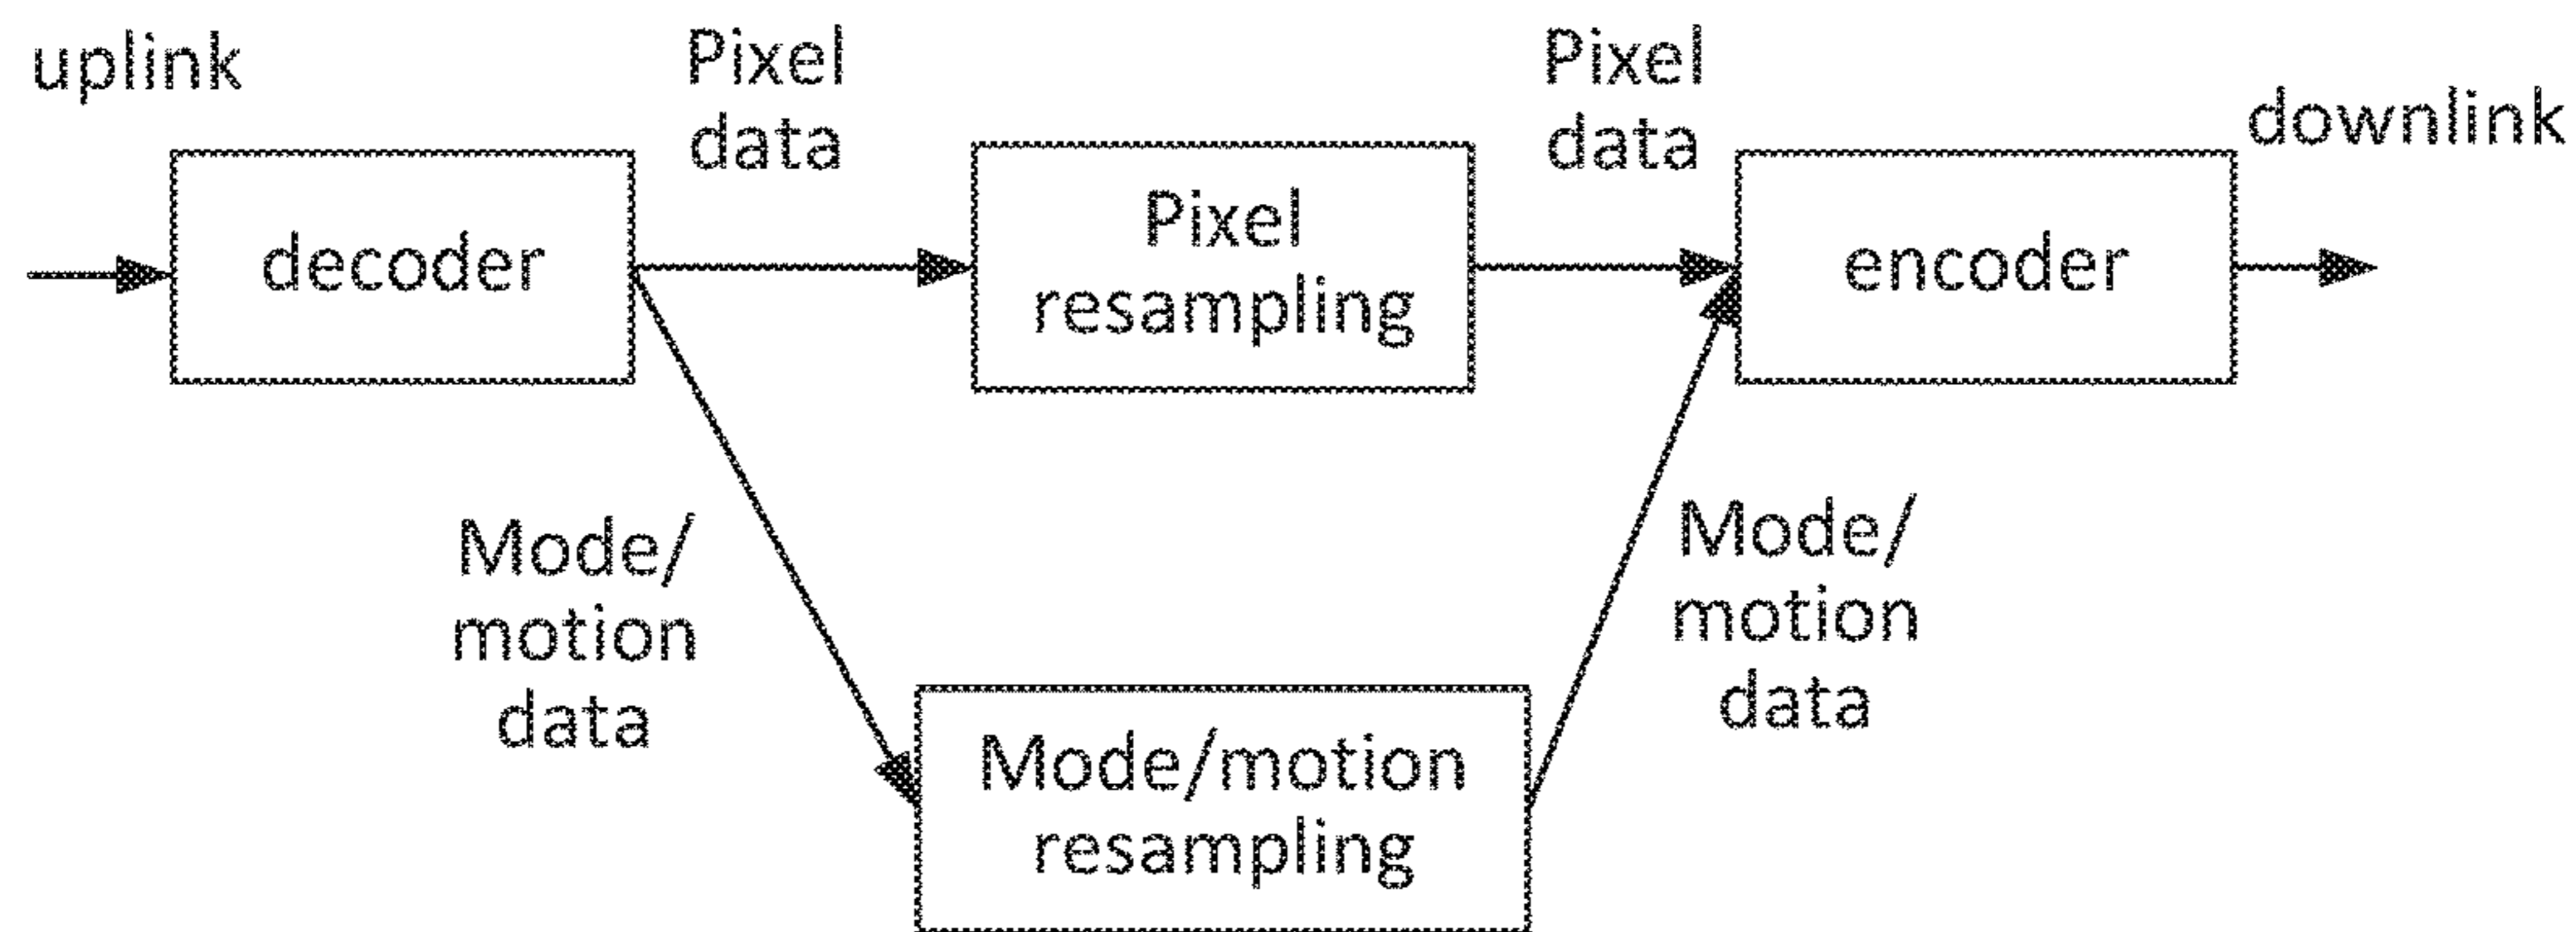 uplink
Pixel
data
Pixel
data
downlink
decoder
Pixel
resampling
encoder
Mode/
motion
data
Mode/
motion
data
Mode/motion
resampling